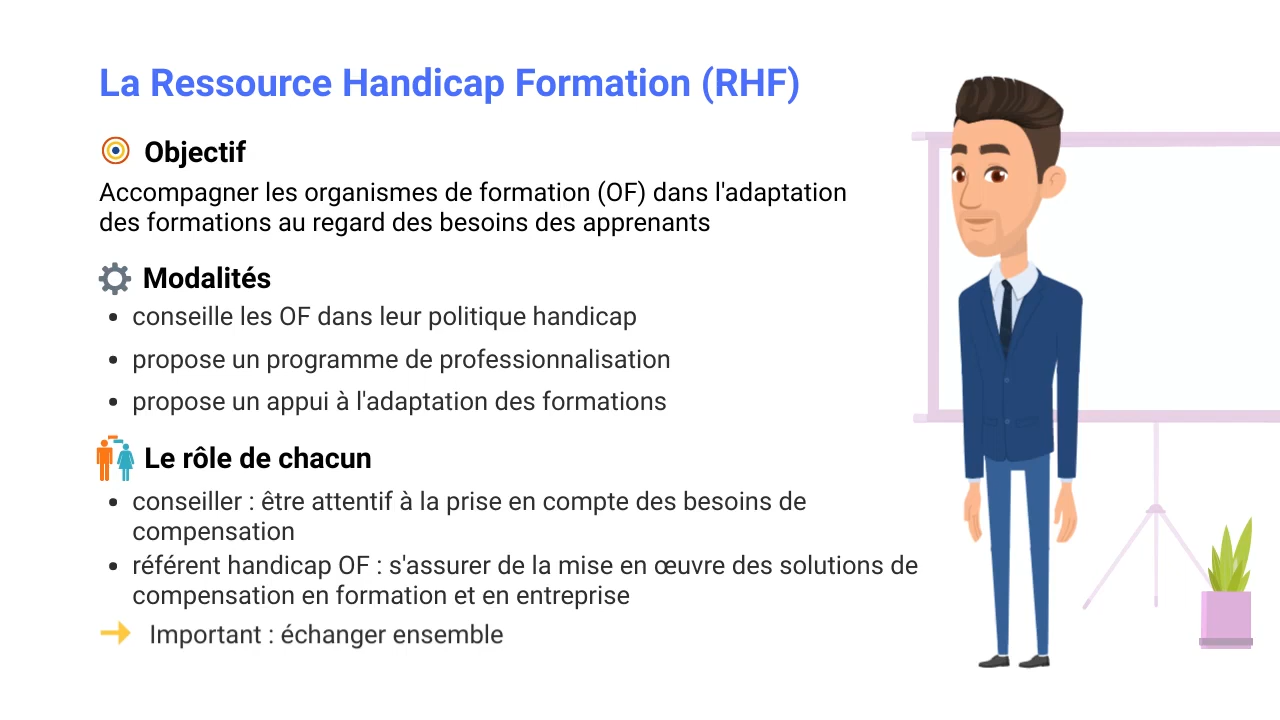 La Ressource Handicap Formation (RHF)
Objectif
Accompagner les organismes de formation (OF) dans l'adaptation
des formations au regard des besoins des apprenants
Modalités
• conseille les OF dans leur politique handicap
• propose un programme de professionnalisation
• propose un appui à l'adaptation des formations
Le rôle de chacun
• conseiller : être attentif à la prise en compte des besoins de
compensation
• référent handicap OF : s'assurer de la mise en œuvre des solutions de
compensation en formation et en entreprise
Important : échanger ensemble